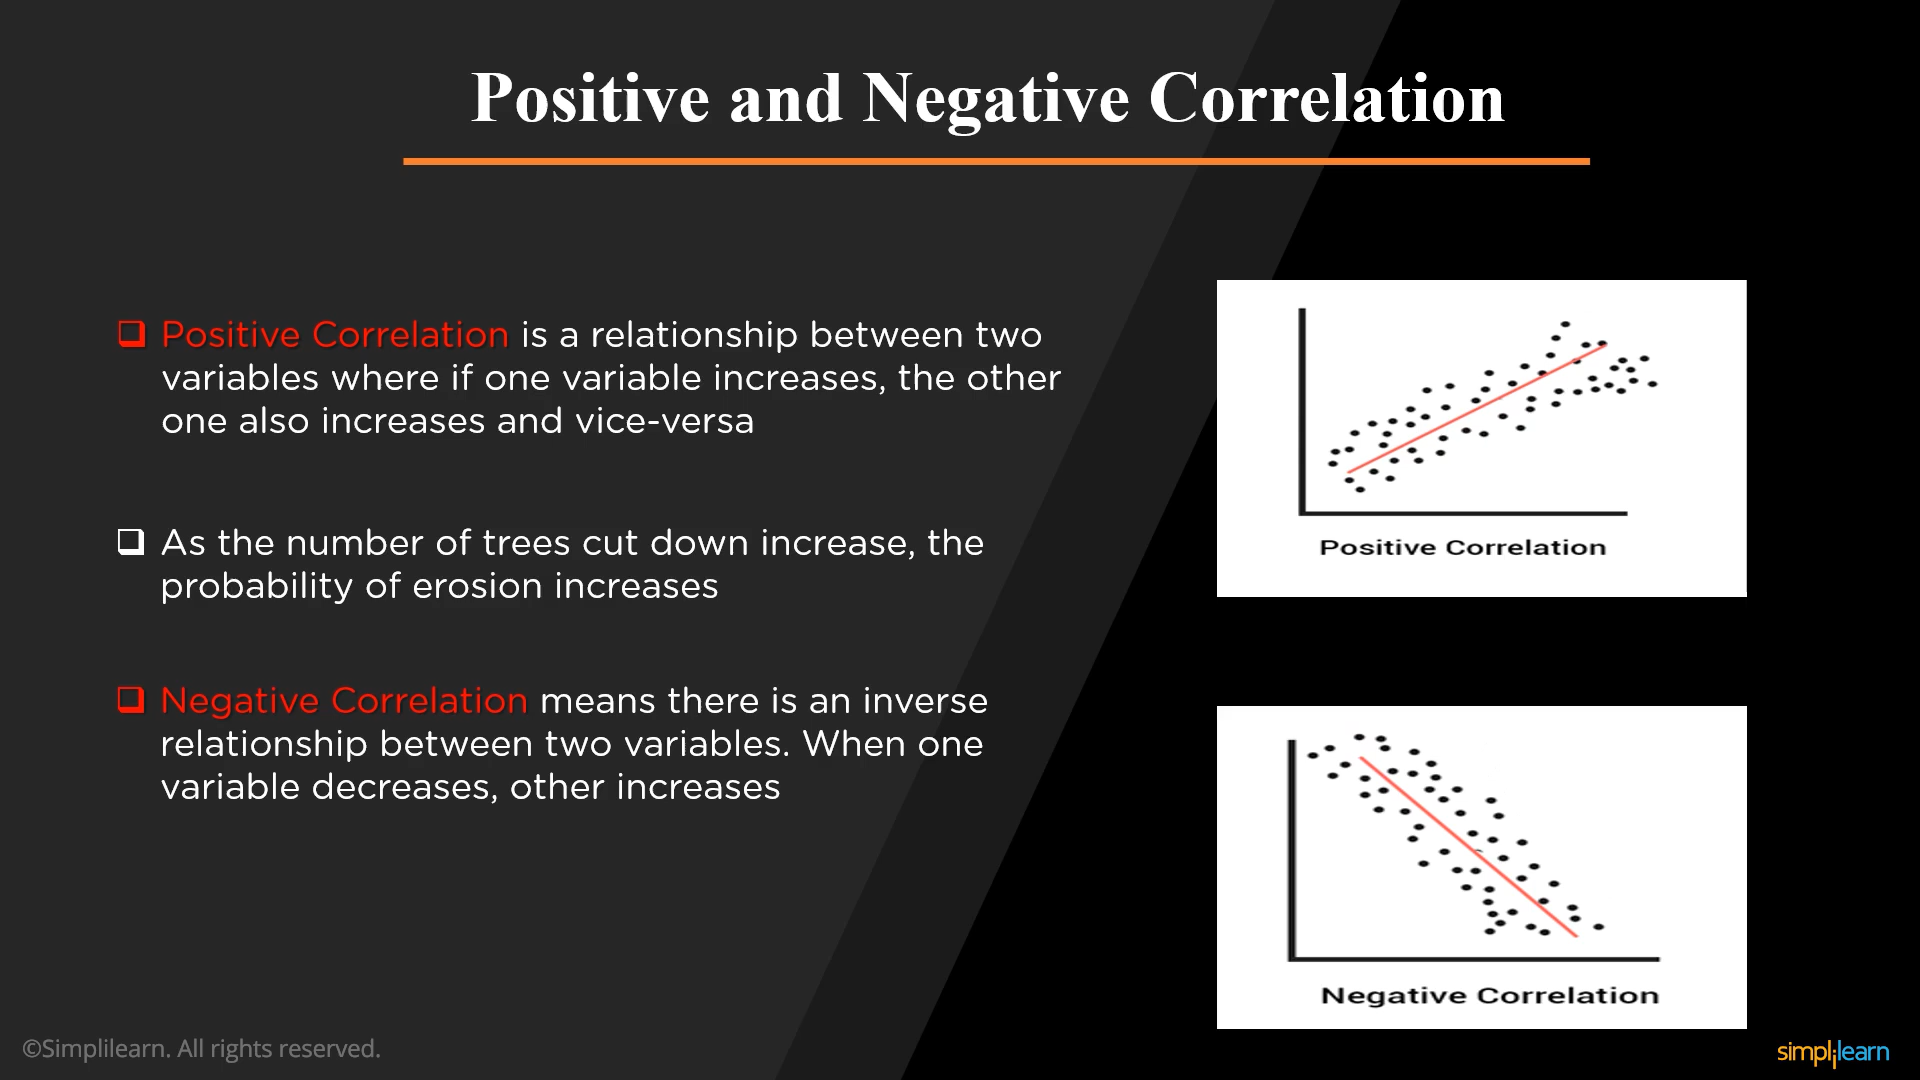 Positive and Negative Correlation
Positive Correlation is a relationship between two
variables where if one variable increases, the other
one also increases and vice-versa
As the number of trees cut down increase, the
probability of erosion increases
Negative Correlation means there is an inverse
relationship between two variables. When one
variable decreases, other increases
Positive Correlation
Negative Correlation
©Simplilearn. All rights reserved.
simplilearn